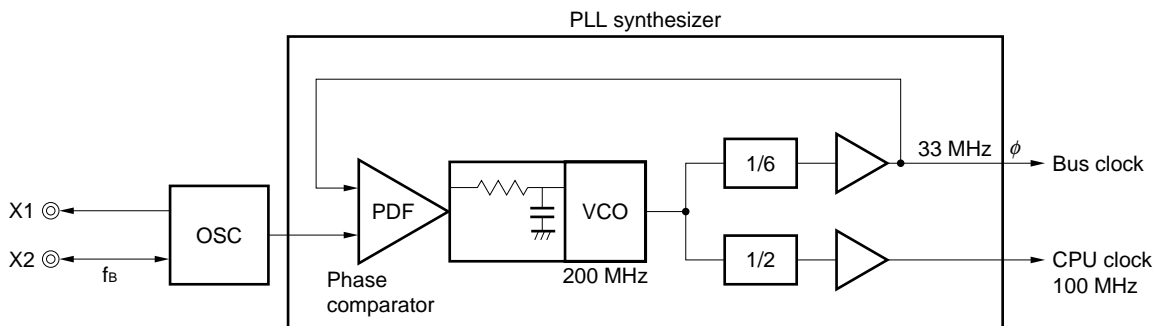 PLL synthesizer
1/6
33 MHz
ϕ
Bus clock
X1
OSC
PDF
VCO
X2
fB
1/2
CPU clock
100 MHz
200 MHz
Phase
comparator